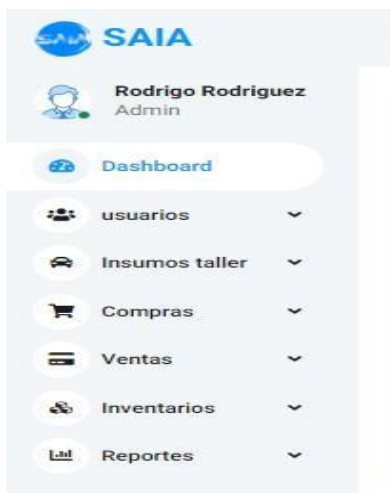 SAIA
SAIA
Rodrigo Rodriguez
Admin
Dashboard
usuarios
Insumos taller
Compras
Ventas
Inventarios
Reportes